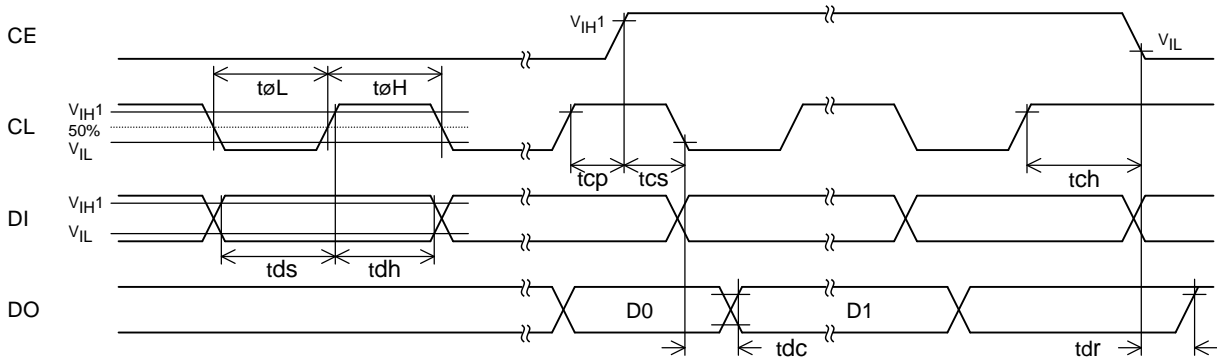 CE
V_IH1
V_IL
tøL
tøH
CL
V_IH1
50%
V_IL
tcp
tcs
tch
DI
V_IH1
V_IL
tds
tdh
DO
D0
D1
tdc
tdr